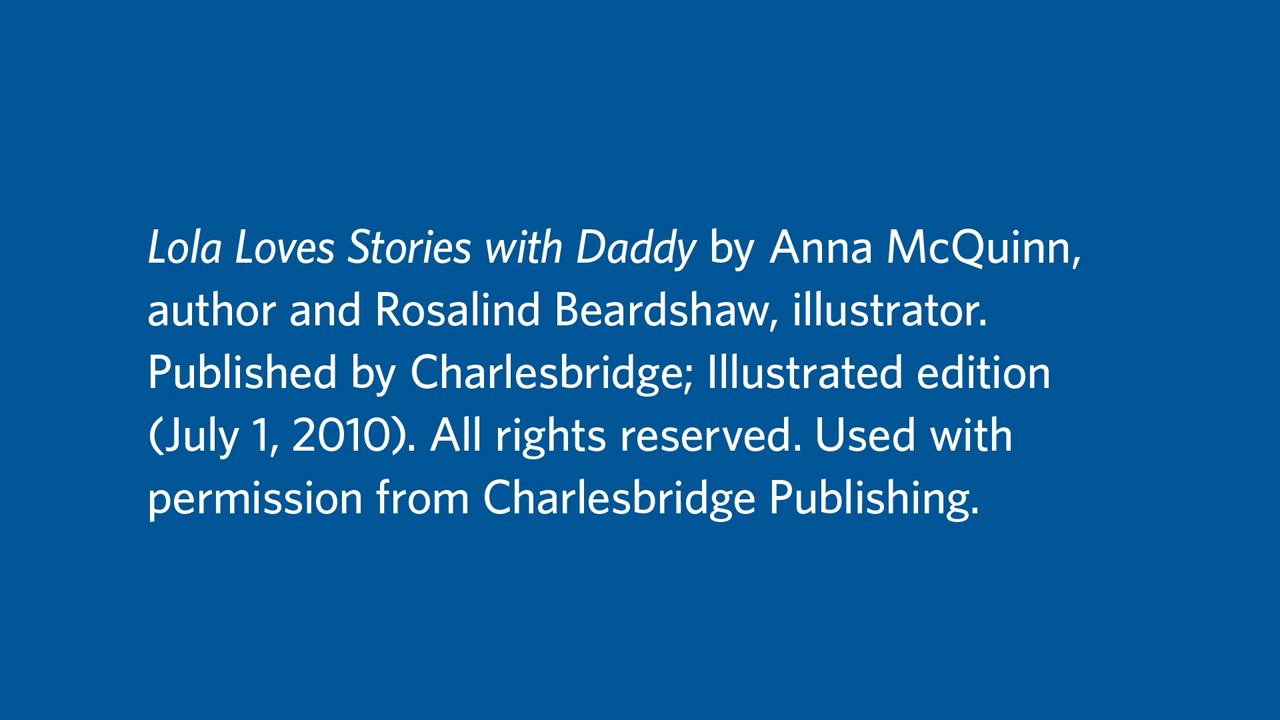 Lola Loves Stories with Daddy by Anna McQuinn,
author and Rosalind Beardshaw, illustrator.
Published by Charlesbridge; Illustrated edition
(July 1, 2010). All rights reserved. Used with
permission from Charlesbridge Publishing.